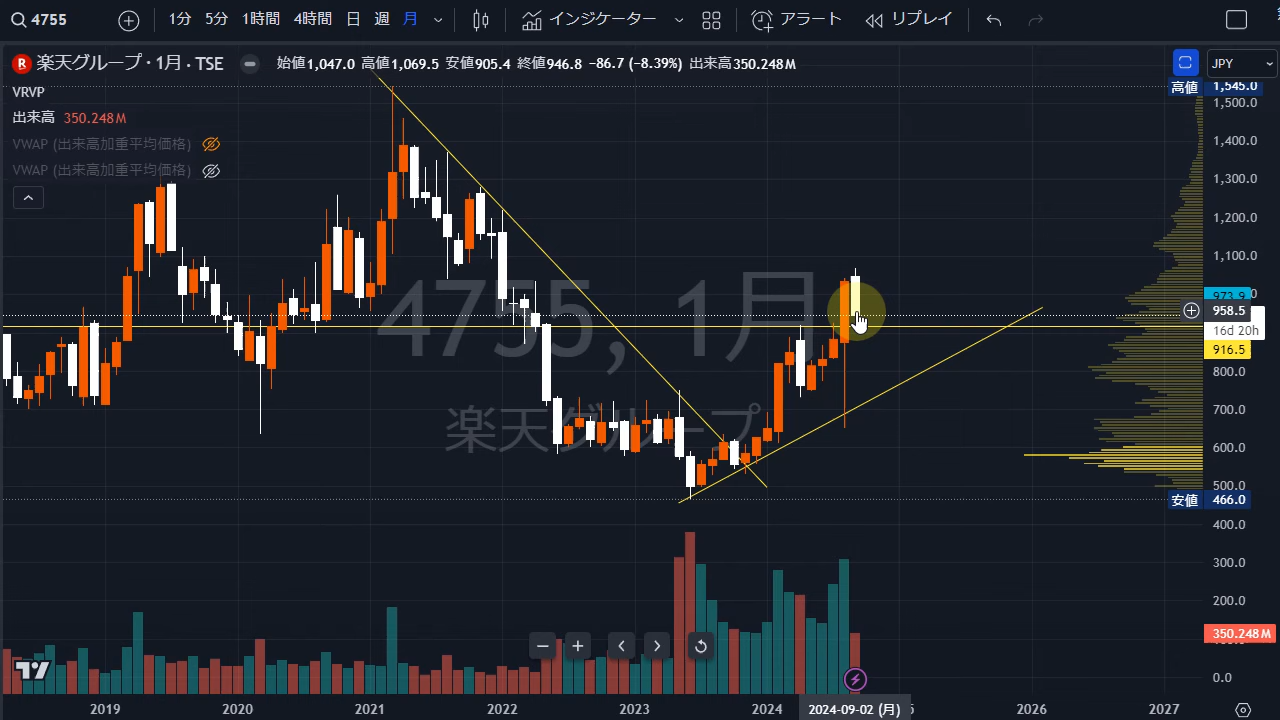 4755 1分 5分 1時間 4時間 日 週 月 インジケーター アラート リプレイ
楽天グループ・1月・TSE 始値1,047.0 高値1,069.5 安値905.4 終値946.8 −86.7 (−8.39%) 出来高350.248M JPY
VRVP
出来高 350.248M
VWAP (出来高加重平均価格)
VWAP (出来高加重平均価格)
高値 1,545.0
1,500.0
1,400.0
1,300.0
1,200.0
1,100.0
973.9
958.5
16d 20h
916.5
800.0
700.0
600.0
500.0
安値 466.0
400.0
300.0
200.0
350.248M
0.0
4755, 1月
楽天グループ
2019 2020 2021 2022 2023 2024 2024-09-02 (月) 2026 2027